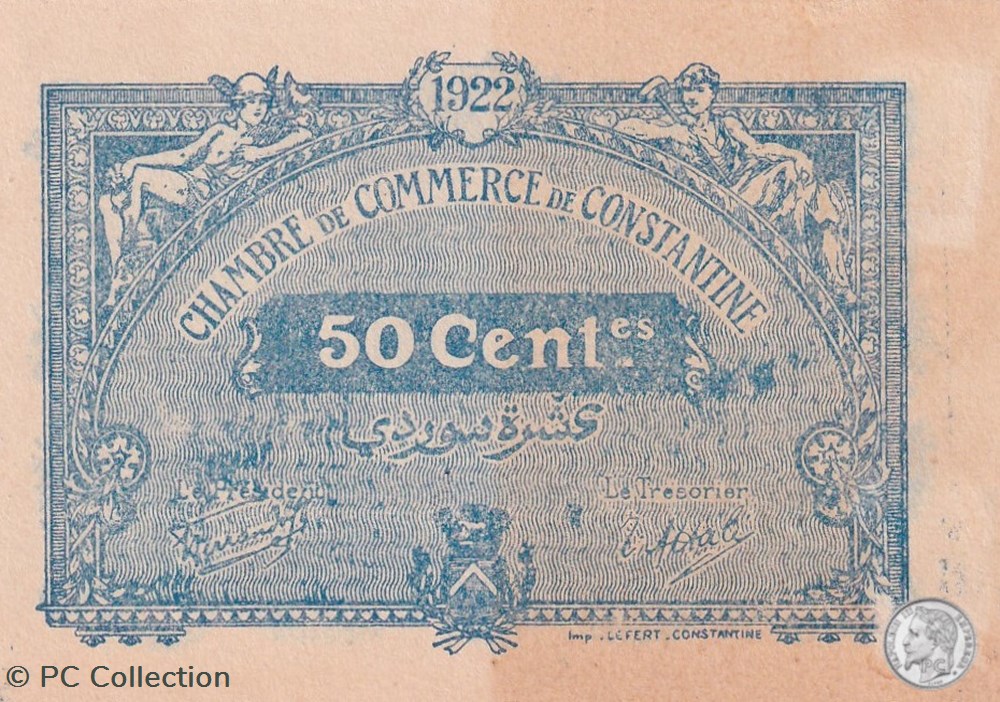 1922
CHAMBRE DE COMMERCE DE CONSTANTINE
50 Centes.
عشرة سوردي
Le Président
Le Trésorier
Imp. LEFERT. CONSTANTINE
PC
© PC Collection